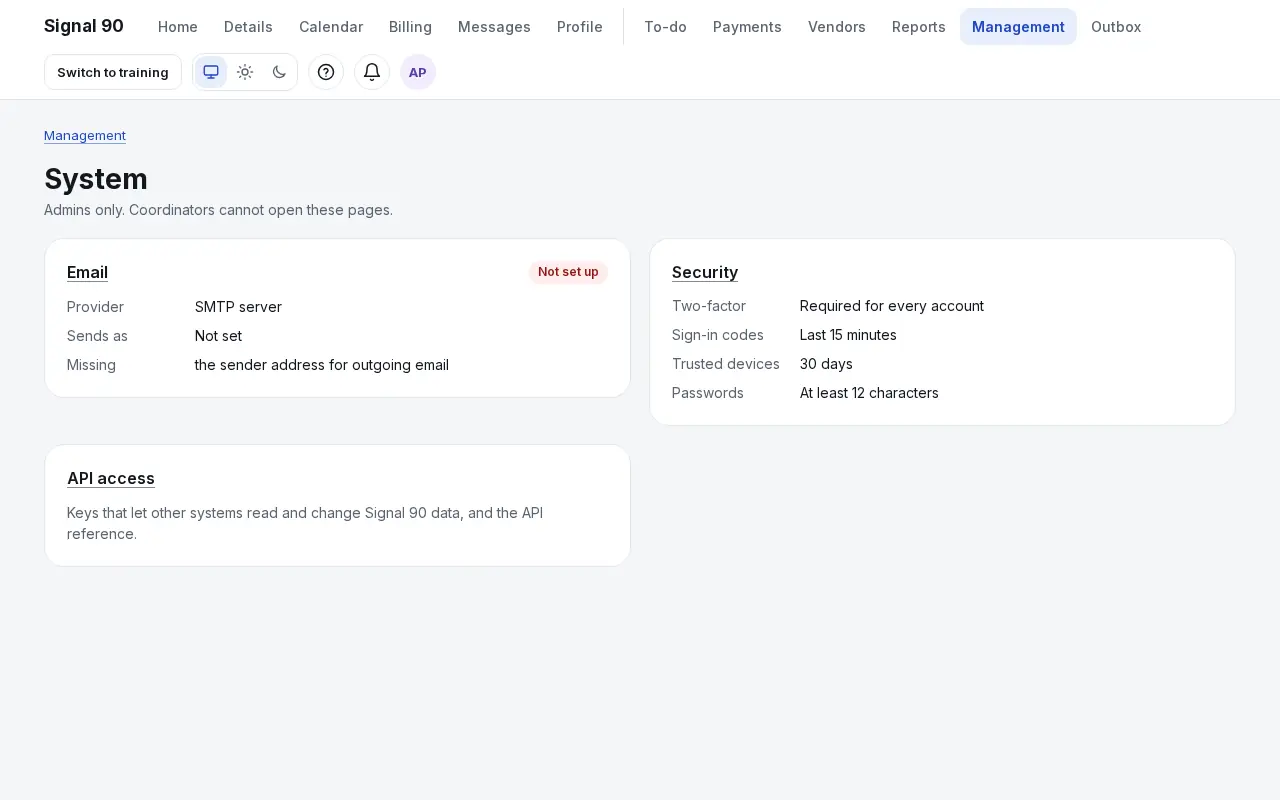 Signal 90
Home
Details
Calendar
Billing
Messages
Profile
To-do
Payments
Vendors
Reports
Management
Outbox
Switch to training
AP
Management
System
Admins only. Coordinators cannot open these pages.
Email
Not set up
Provider
SMTP server
Sends as
Not set
Missing
the sender address for outgoing email
Security
Two-factor
Required for every account
Sign-in codes
Last 15 minutes
Trusted devices
30 days
Passwords
At least 12 characters
API access
Keys that let other systems read and change Signal 90 data, and the API
reference.